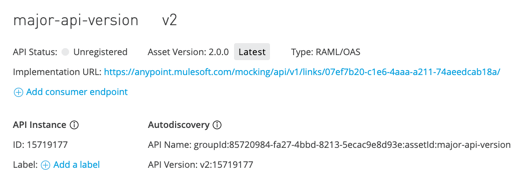 major-api-version v2
API Status: Unregistered Asset Version: 2.0.0 Latest Type: RAML/OAS
Implementation URL: https://anypoint.mulesoft.com/mocking/api/v1/links/07ef7b20-c1e6-4aaa-a211-74aeedcab18a/
Add consumer endpoint
API Instance Autodiscovery
ID: 15719177 API Name: groupId:85720984-fa27-4bbd-8213-5ecac9e8d93e:assetId:major-api-version
Label: Add a label API Version: v2:15719177